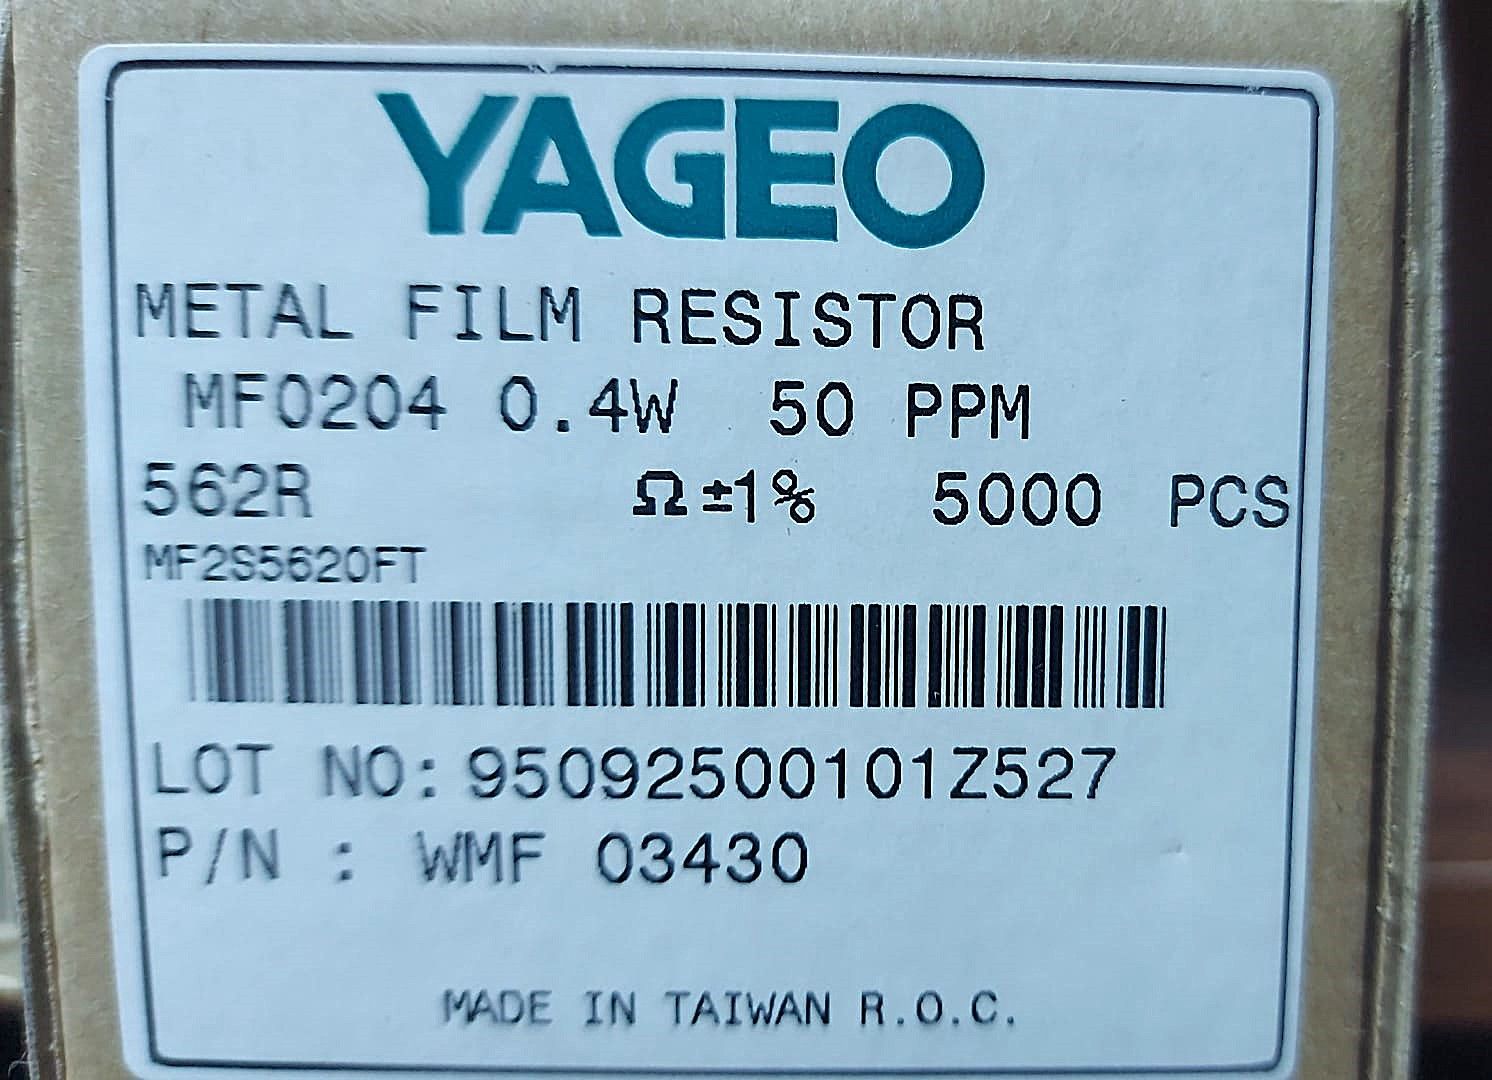 YAGEO
METAL FILM RESISTOR
MF0204 0.4W 50 PPM
562R Ω ±1% 5000 PCS
MF2S5620FT
LOT NO: 95092500101Z527
P/N : WMF 03430
MADE IN TAIWAN R.O.C.